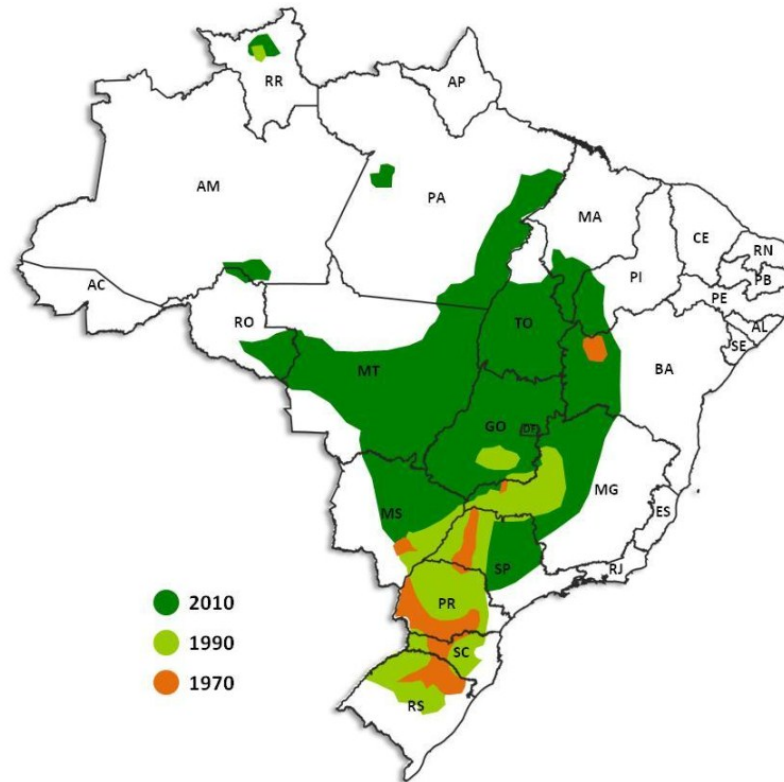 RR
AP
AM
PA
MA
CE
RN
PB
PI
PE
AC
AL
SE
RO
TO
BA
MT
GO
DF
MG
ES
MS
SP
RJ
PR
SC
RS
2010
1990
1970